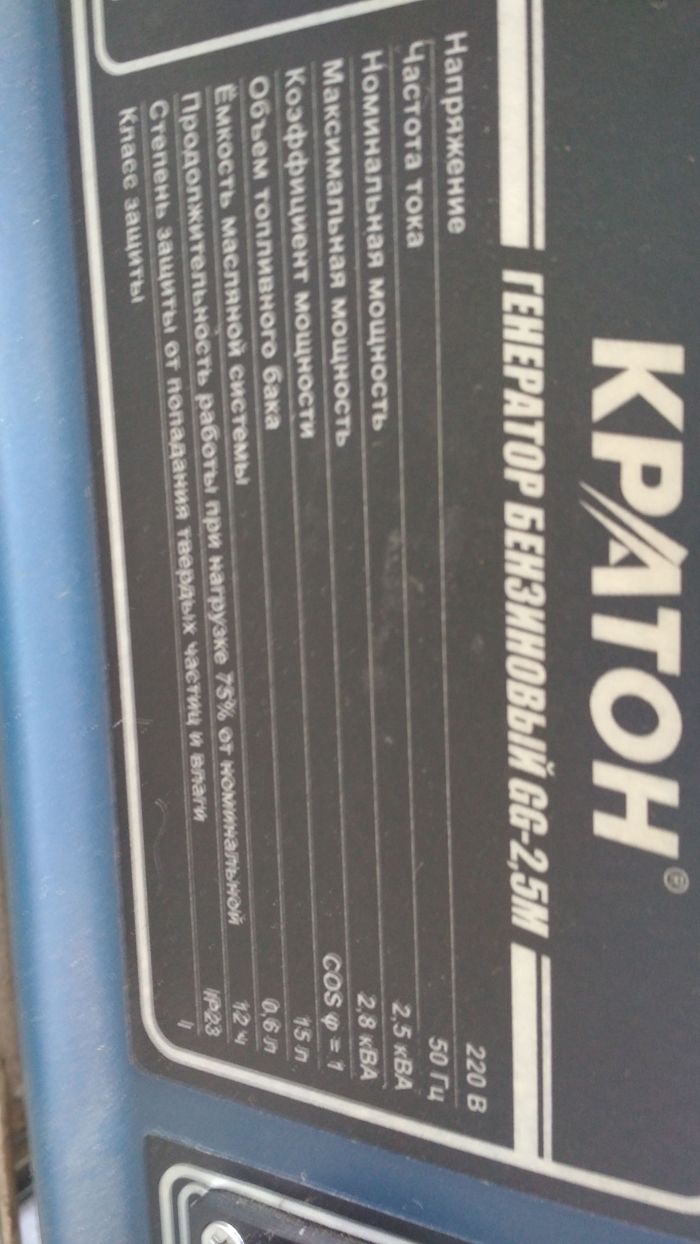 КРАТОН®
ГЕНЕРАТОР БЕНЗИНОВЫЙ GG-2,5М
Напряжение 220 В
Частота тока 50 Гц
Номинальная мощность 2,5 кВА
Максимальная мощность 2,8 кВА
Коэффициент мощности COS φ = 1
Объем топливного бака 15 л
Ёмкость масляной системы 0,6 л
Продолжительность работы при нагрузке 75% от номинальной 12 ч
Степень защиты от попадания твердых частиц и влаги IP23
Класс защиты I